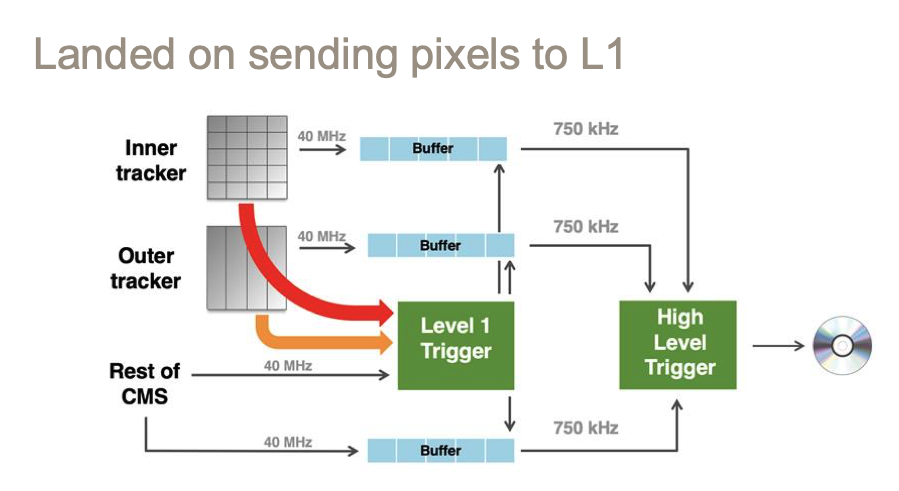 Landed on sending pixels to L1
Inner
tracker
40 MHz
Buffer
750 kHz
Outer
tracker
40 MHz
Buffer
750 kHz
Level 1
Trigger
High
Level
Trigger
Rest of
CMS
40 MHz
40 MHz
Buffer
750 kHz